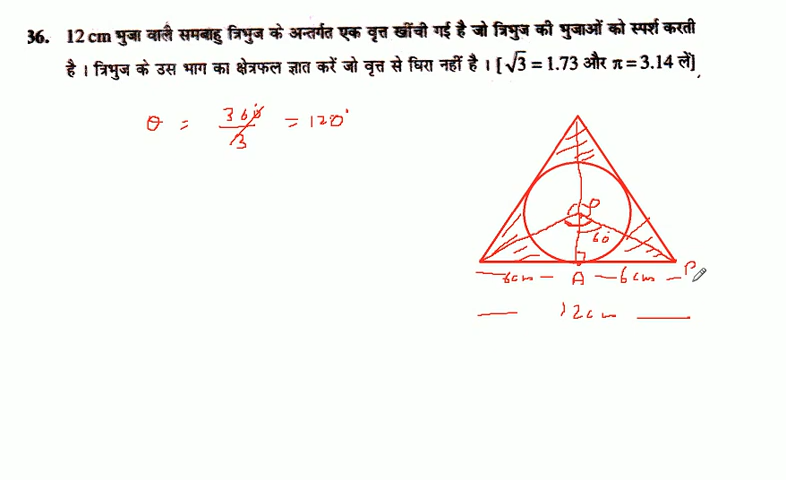 36. 12 cm भुजा वाले समबाहु त्रिभुज के अन्तर्गत एक वृत्त खींची गई है जो त्रिभुज की भुजाओं को स्पर्श करती
है । त्रिभुज के उस भाग का क्षेत्रफल ज्ञात करें जो वृत्त से घिरा नहीं है । [√3 = 1.73 और π = 3.14 लें]
θ = 360°/3 = 120°
60°
6cm A 6cm B
12cm